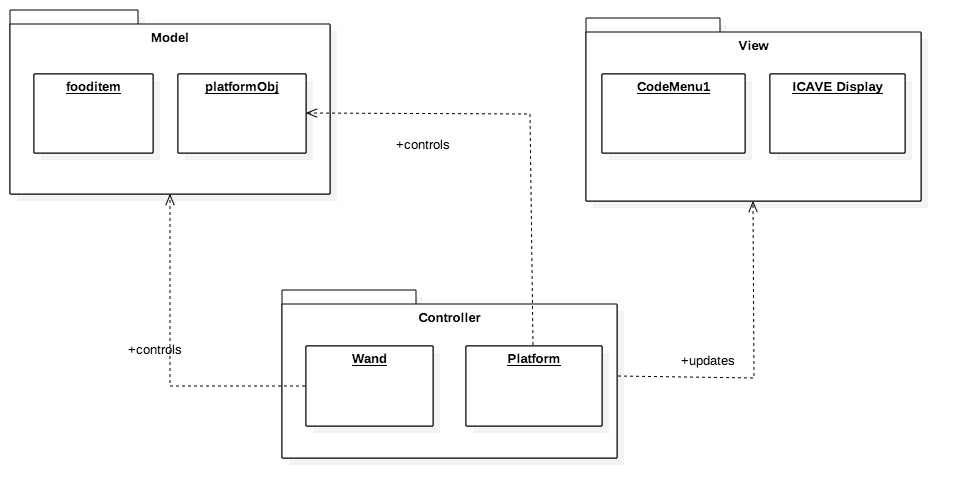 Model
fooditem
platformObj
View
CodeMenu1
ICAVE Display
+controls
Controller
Wand
Platform
+controls
+updates